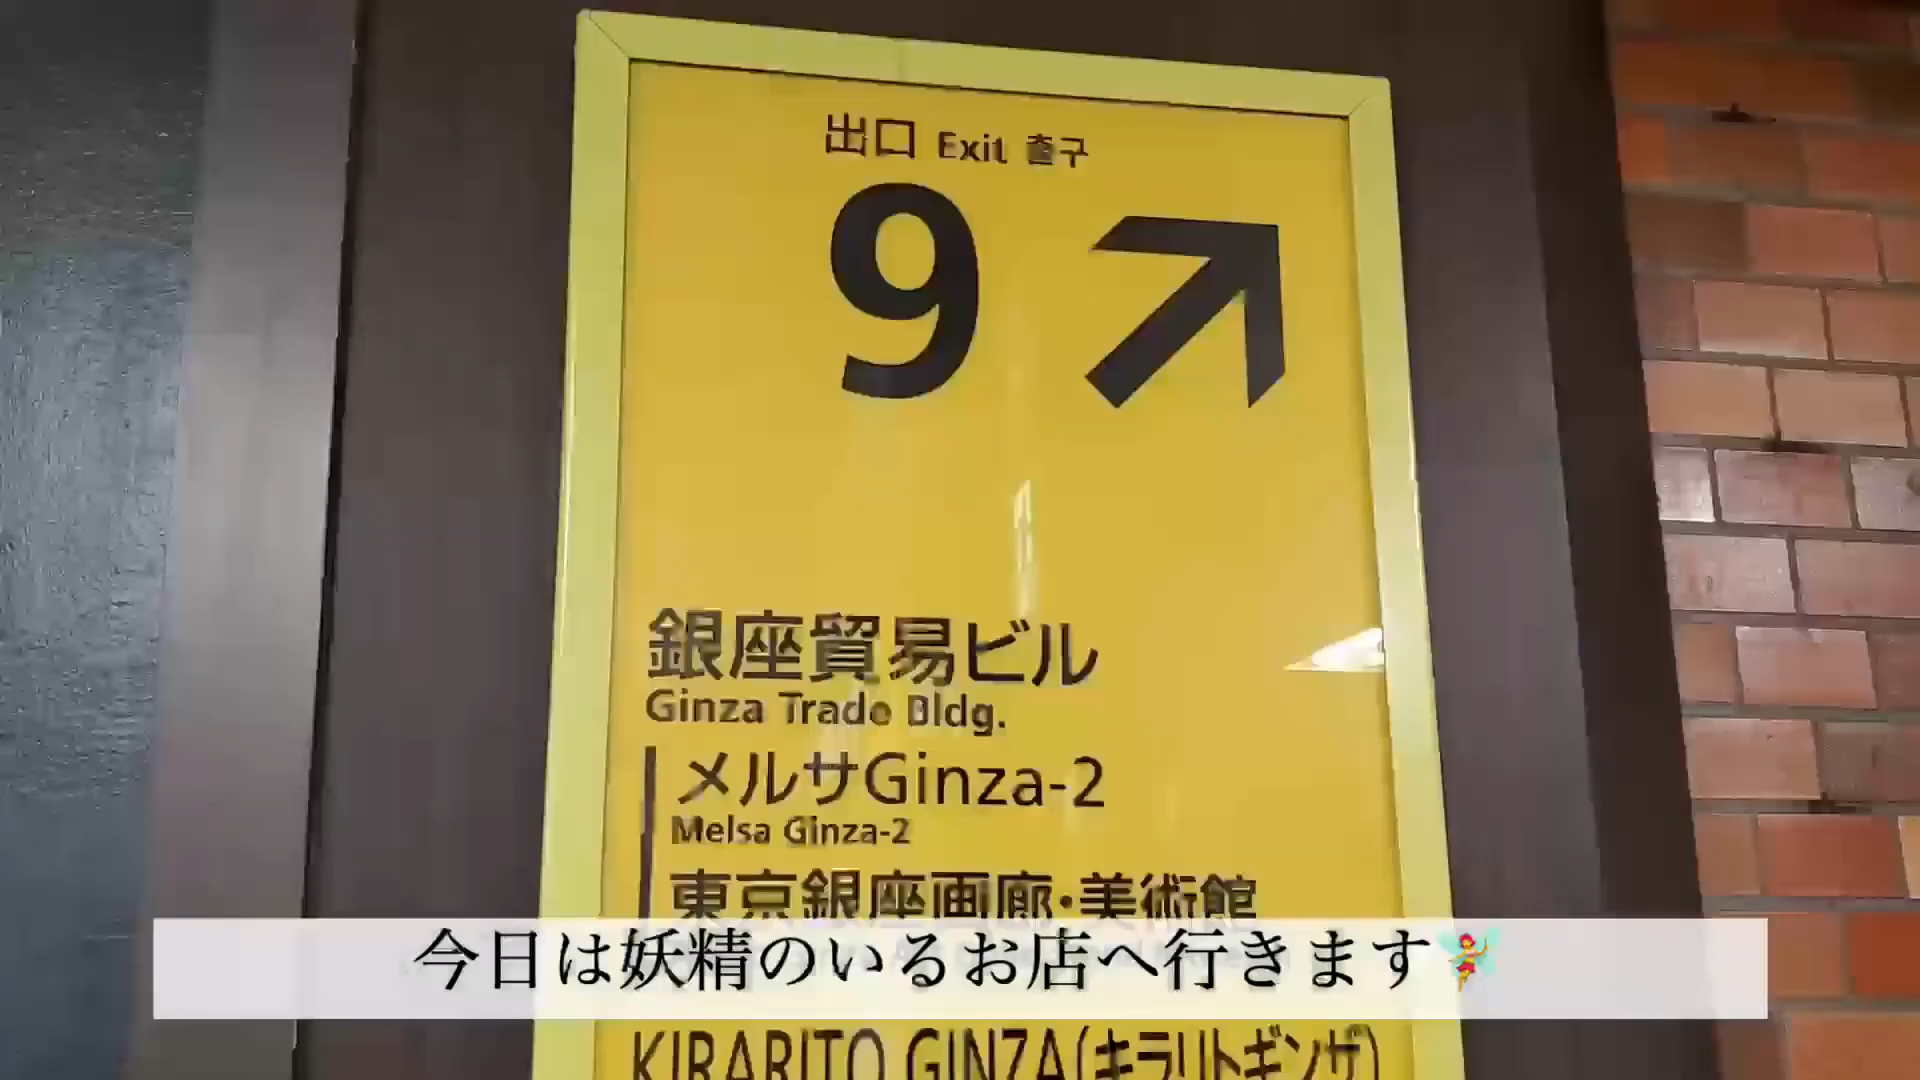 出口 Exit 출구
9
銀座貿易ビル
Ginza Trade Bldg.
メルサGinza-2
Melsa Ginza-2
東京銀座画廊・美術館
今日は妖精のいるお店へ行きます🧚
KIRARITO GINZA(キラリトギンザ)